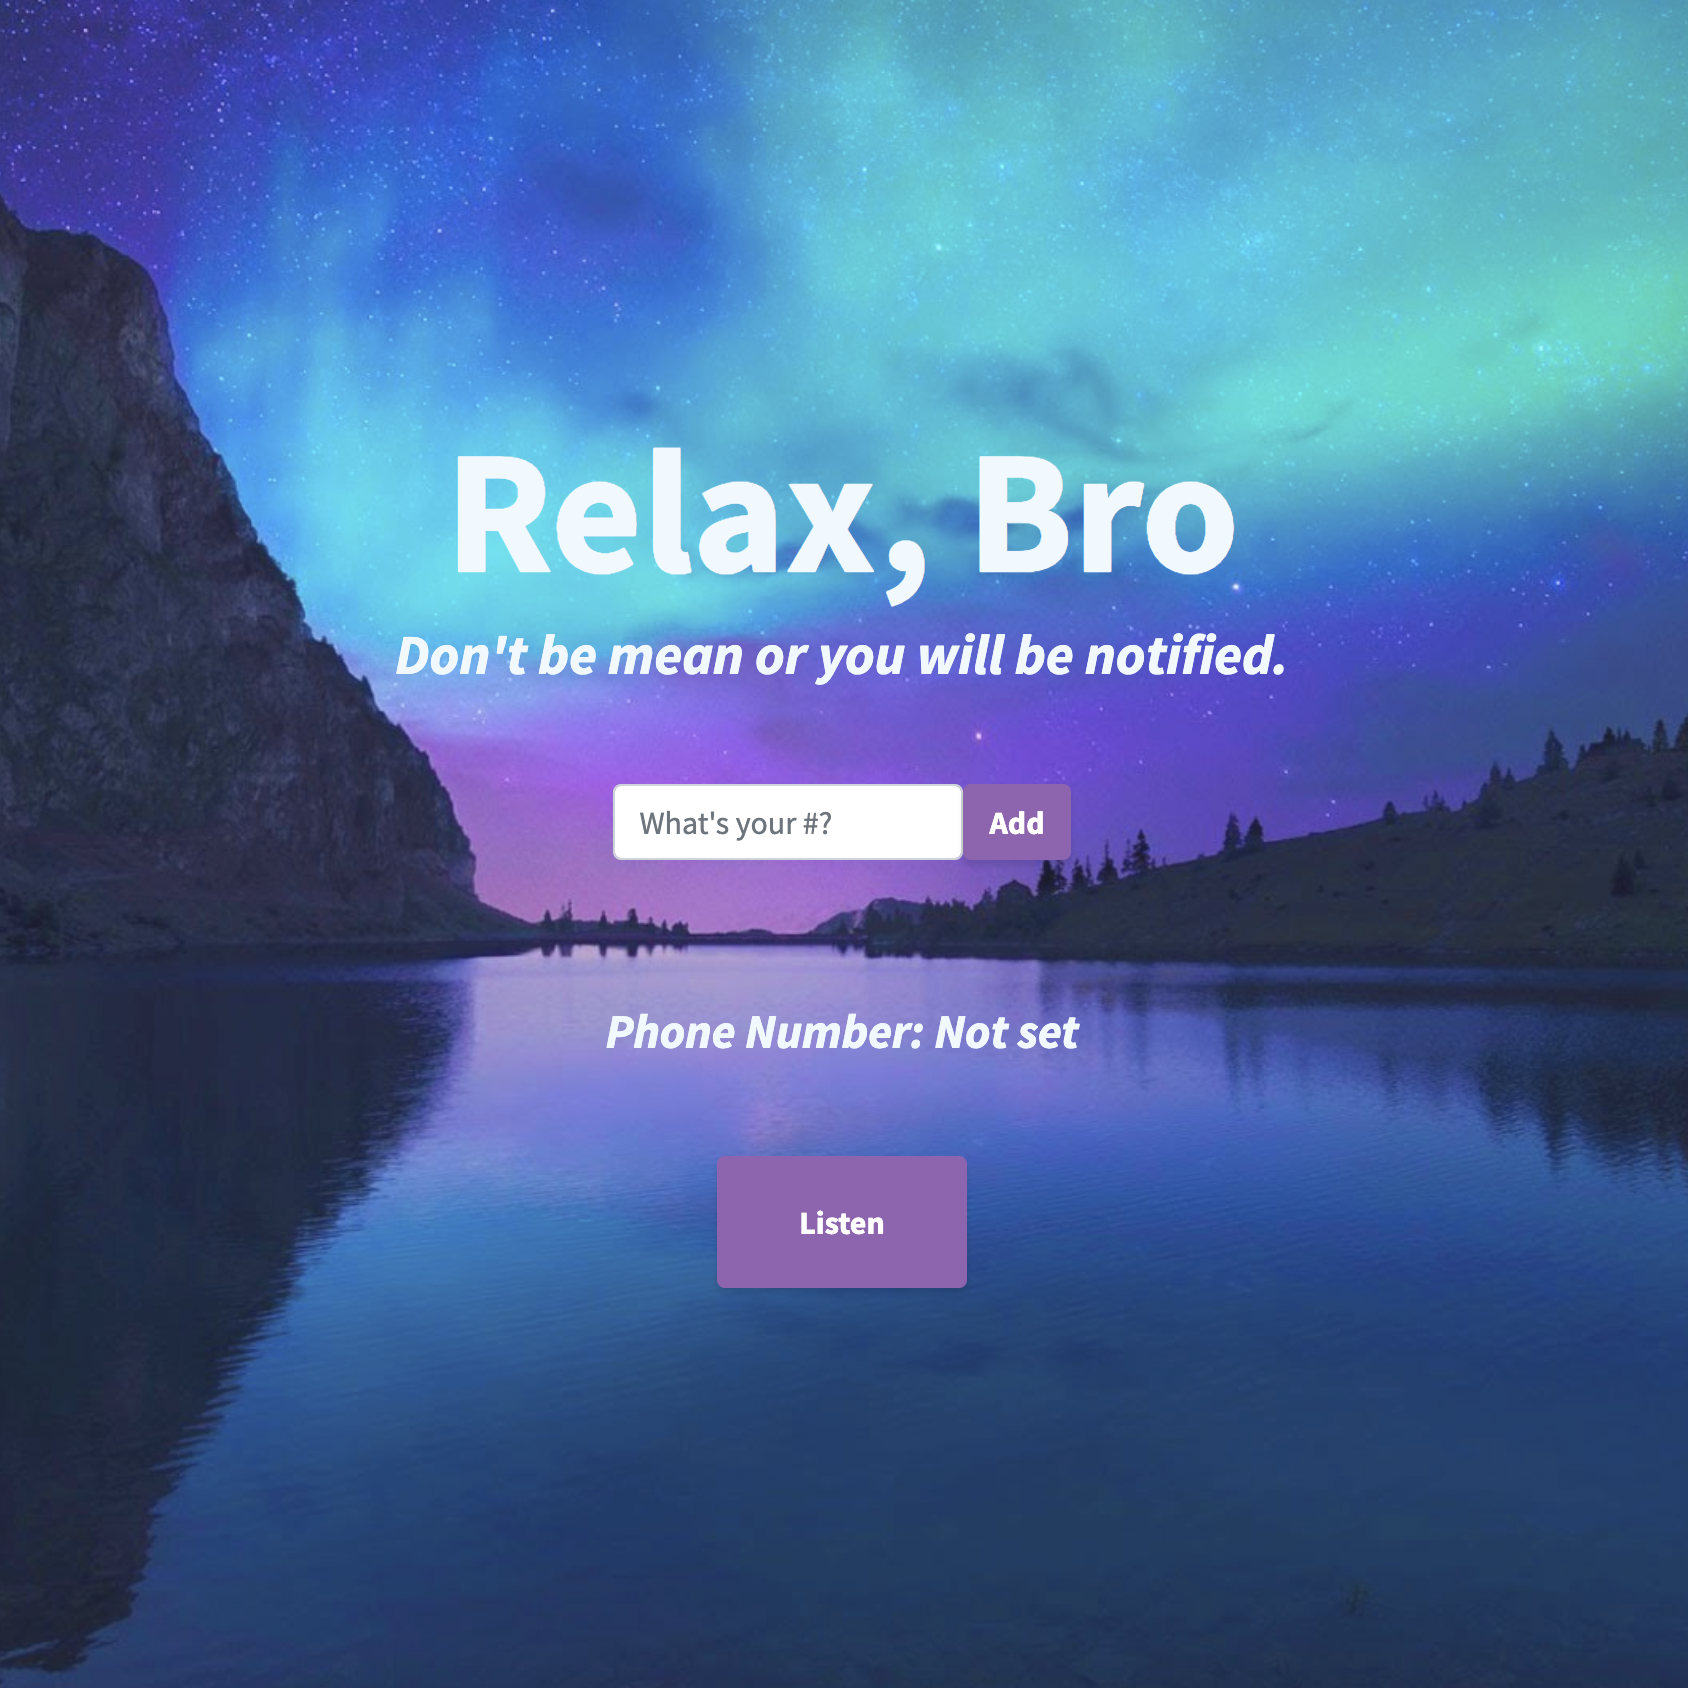 Relax, Bro
Don't be mean or you will be notified.
What's your #?
Add
Phone Number: Not set
Listen